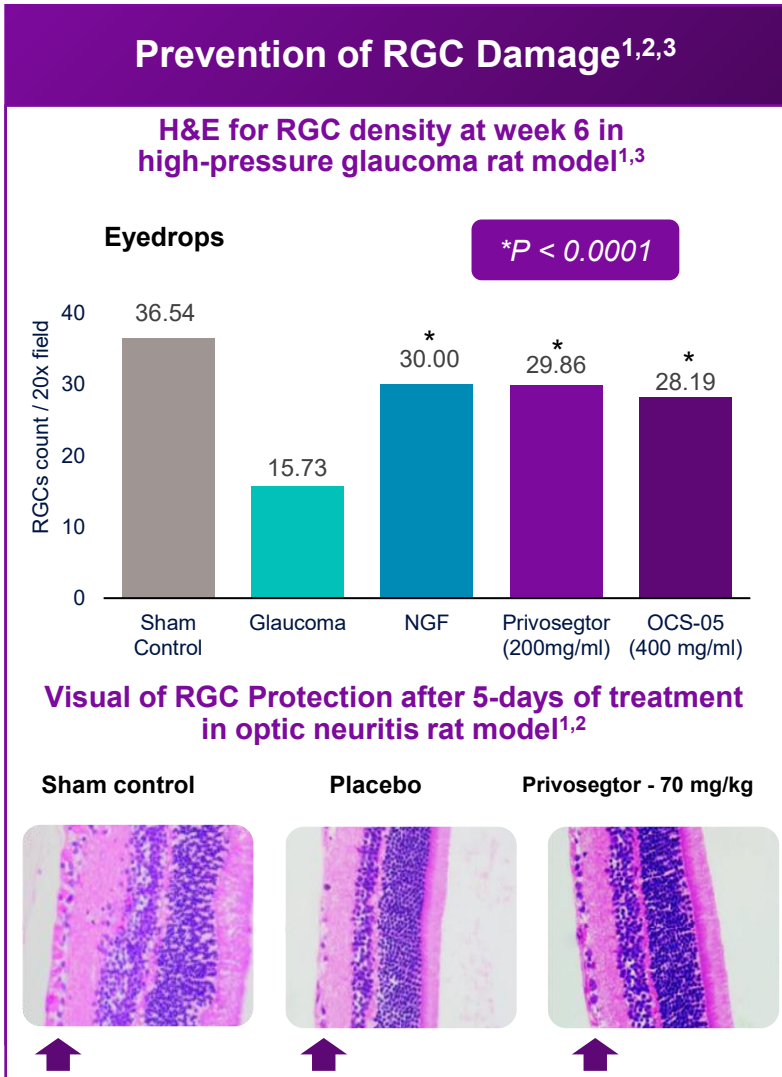 Prevention of RGC Damage1,2,3
H&E for RGC density at week 6 in
high-pressure glaucoma rat model1,3
Eyedrops
*P < 0.0001
RGCs count / 20x field
40
30
20
10
0
36.54
15.73
*
30.00
*
29.86
*
28.19
Sham
Control
Glaucoma
NGF
Privosegtor
(200mg/ml)
OCS-05
(400 mg/ml)
Visual of RGC Protection after 5-days of treatment
in optic neuritis rat model1,2
Sham control
Placebo
Privosegtor - 70 mg/kg